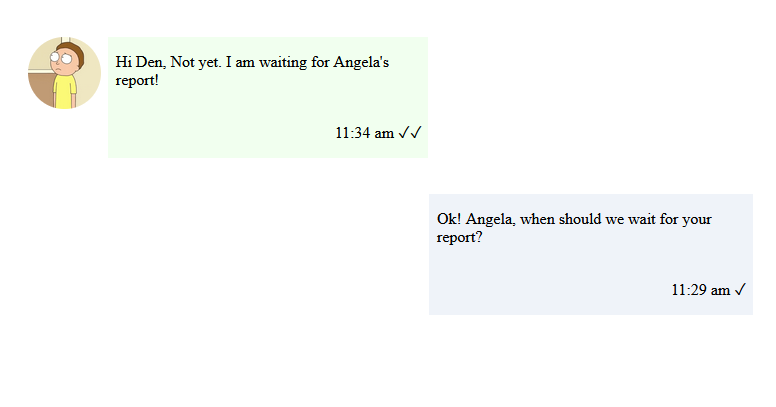 Hi Den, Not yet. I am waiting for Angela's
report!
11:34 am ✓✓
Ok! Angela, when should we wait for your
report?
11:29 am ✓